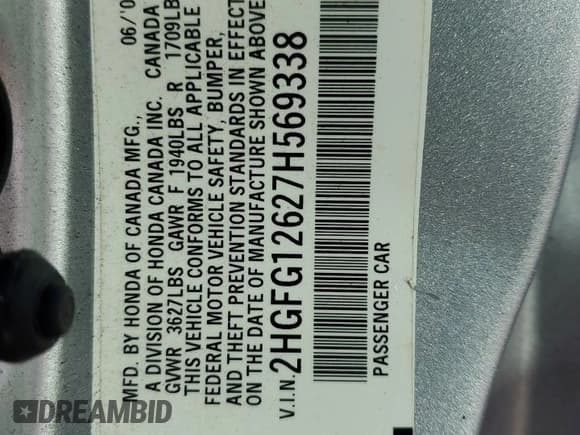 MFD. BY HONDA OF CANADA MFG., 06/0
A DIVISION OF HONDA CANADA INC. CANADA
GVWR 3627LBS GAWR F 1940LBS R 1709LB
THIS VEHICLE CONFORMS TO ALL APPLICABLE
FEDERAL MOTOR VEHICLE SAFETY, BUMPER,
AND THEFT PREVENTION STANDARDS IN EFFECT
ON THE DATE OF MANUFACTURE SHOWN ABOVE
V.I.N. 2HGFG12627H569338
PASSENGER CAR
DREAMBID